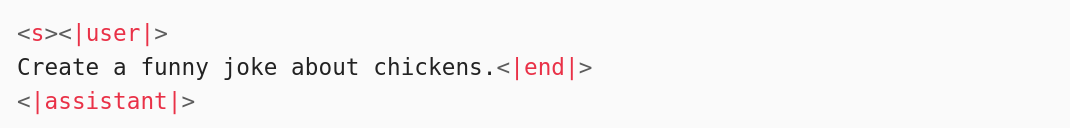 <s><|user|>
Create a funny joke about chickens.<|end|>
<|assistant|>